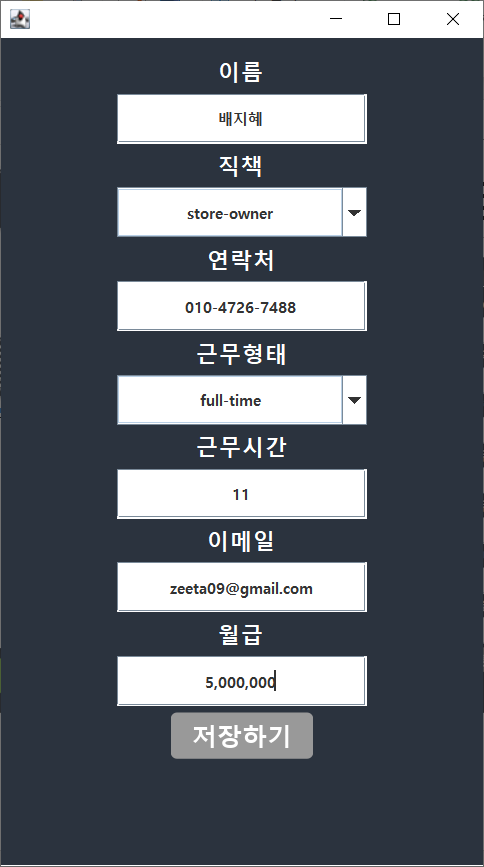 이름
배지혜
직책
store-owner
연락처
010-4726-7488
근무형태
full-time
근무시간
11
이메일
zeeta09@gmail.com
월급
5,000,000
저장하기